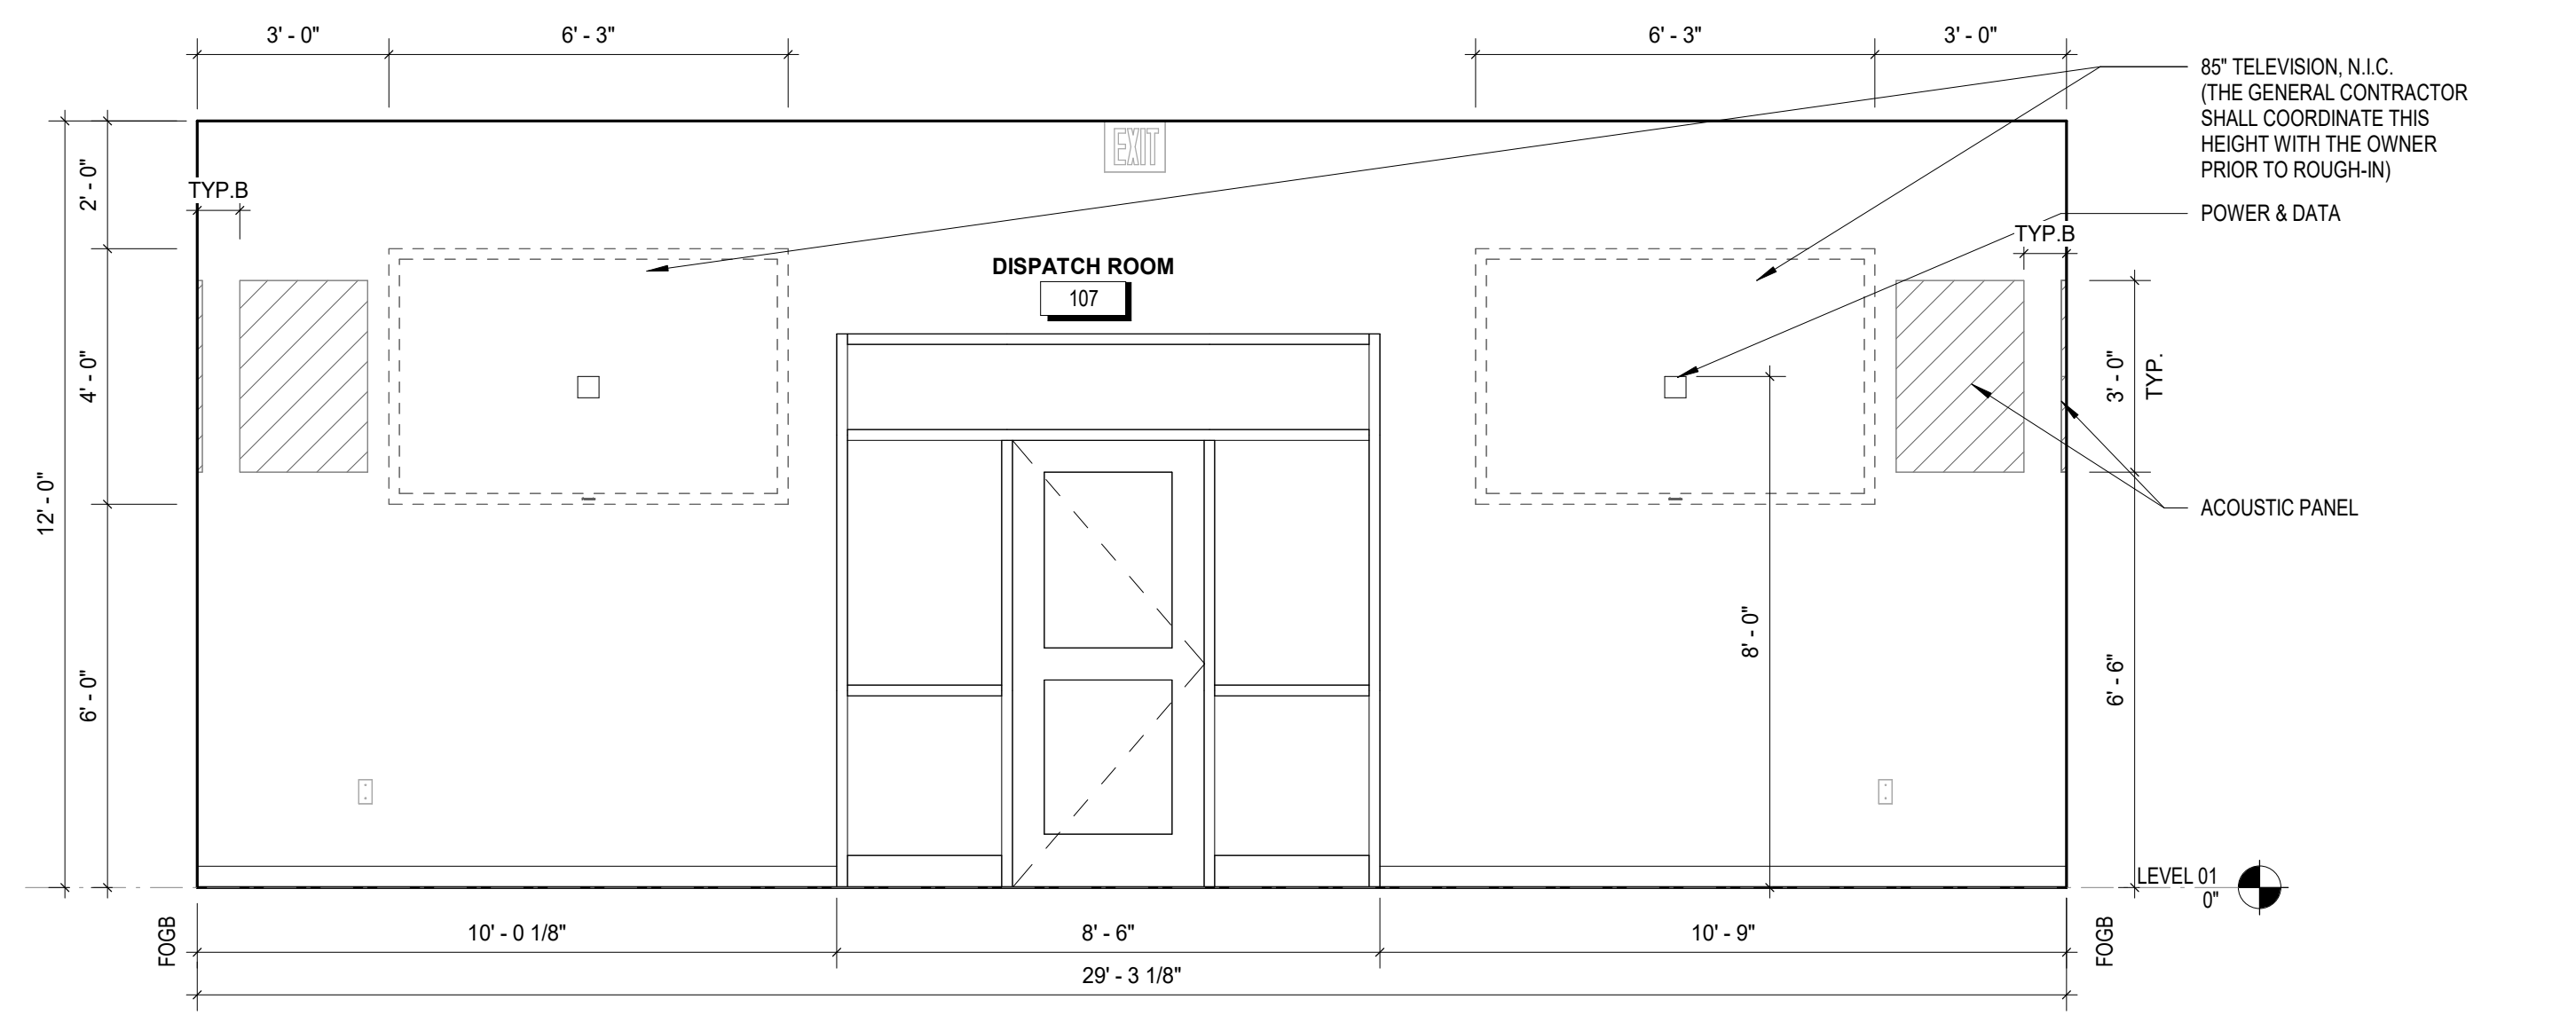 3' - 0"
6' - 3"
6' - 3"
3' - 0"
85" TELEVISION, N.I.C.
(THE GENERAL CONTRACTOR
SHALL COORDINATE THIS
HEIGHT WITH THE OWNER
PRIOR TO ROUGH-IN)
EXIT
2' - 0"
TYP.B
POWER & DATA
TYP.B
DISPATCH ROOM
107
4' - 0"
3' - 0"
TYP.
12' - 0"
ACOUSTIC PANEL
8' - 0"
6' - 0"
6' - 6"
LEVEL 01
0"
FOGB
10' - 0 1/8"
8' - 6"
10' - 9"
FOGB
29' - 3 1/8"